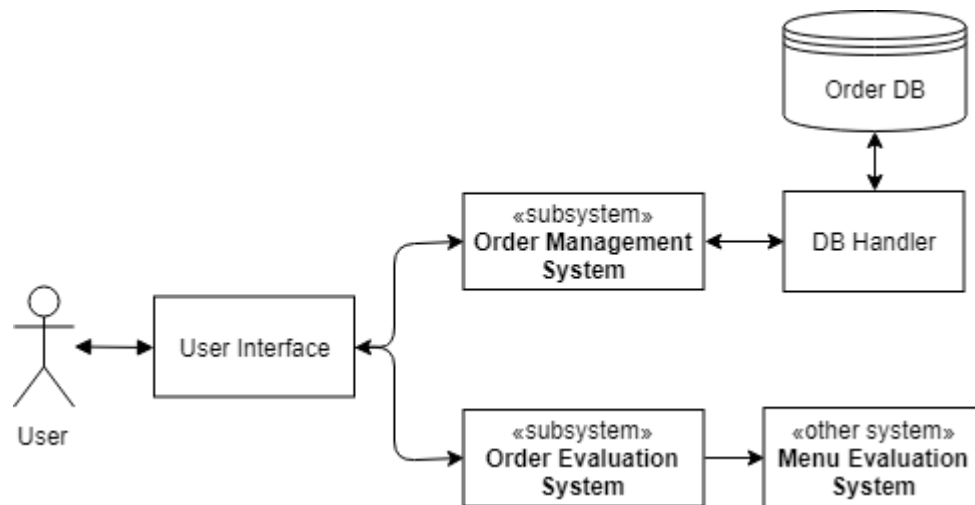 Order DB
«subsystem»
Order Management
System
DB Handler
User Interface
User
«subsystem»
Order Evaluation
System
«other system»
Menu Evaluation
System